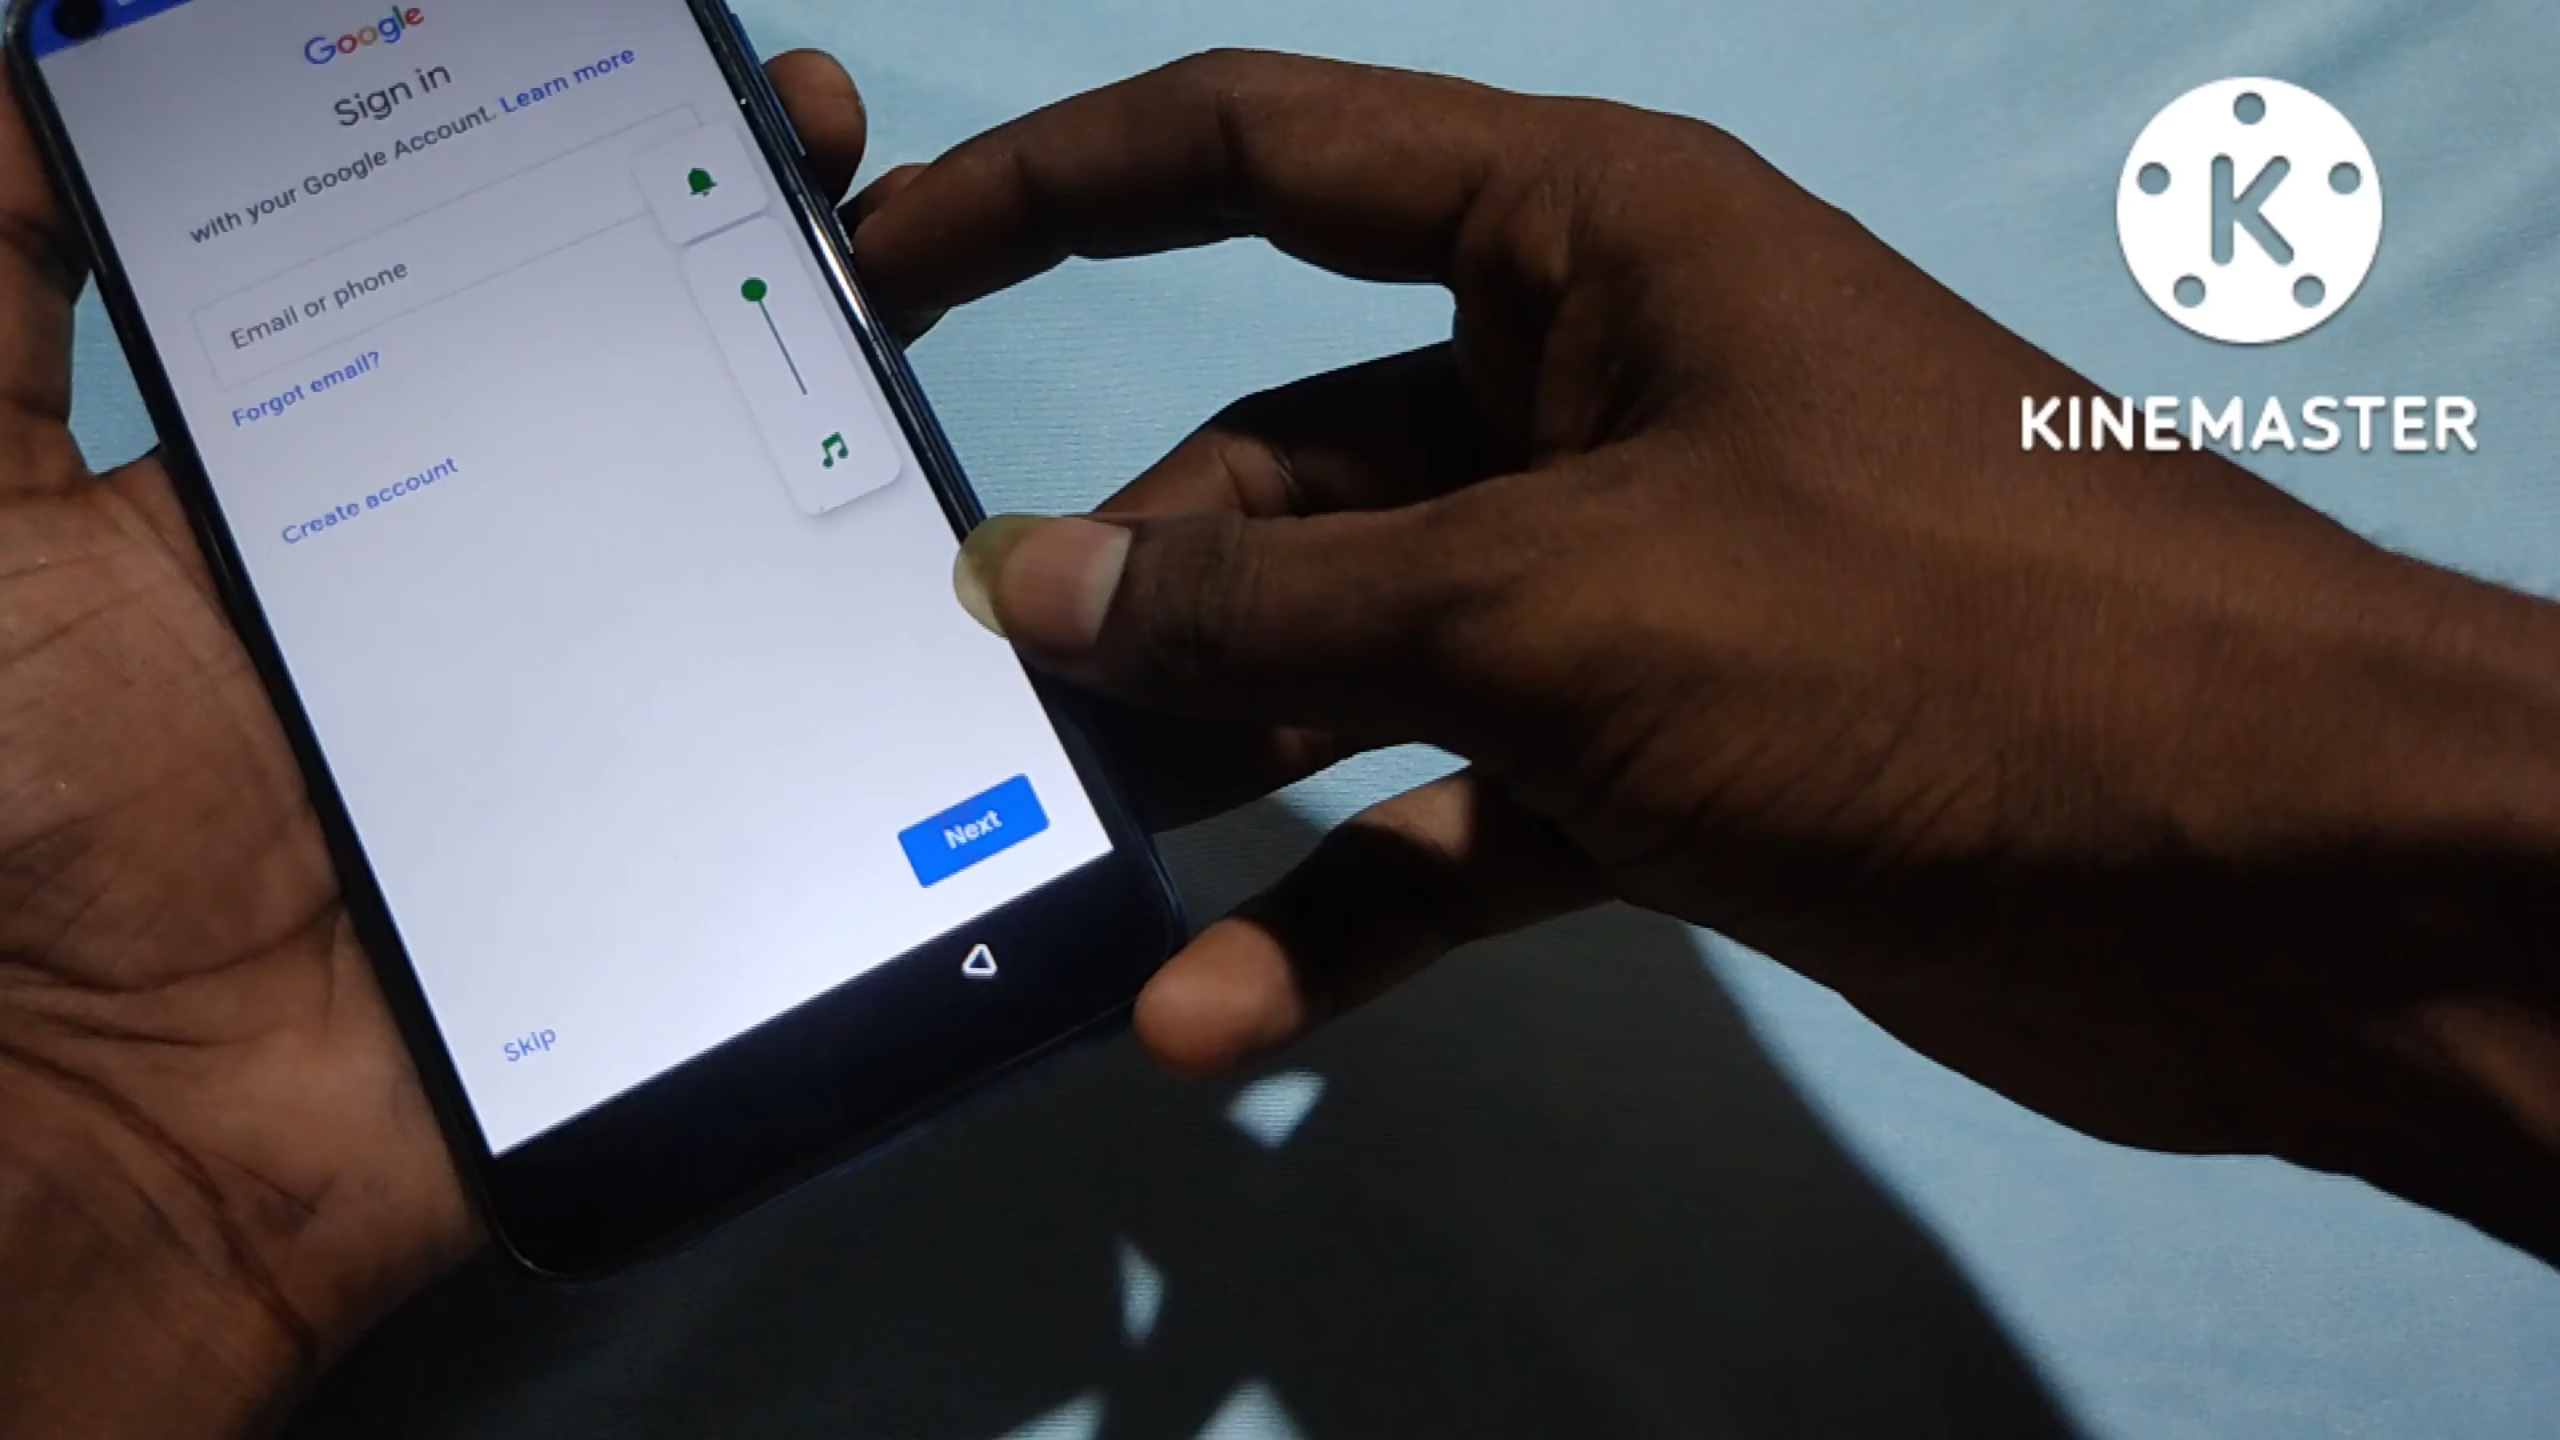 Google
Sign in
with your Google Account. Learn more
Email or phone
Forgot email?
Create account
Next
Skip
K
KINEMASTER